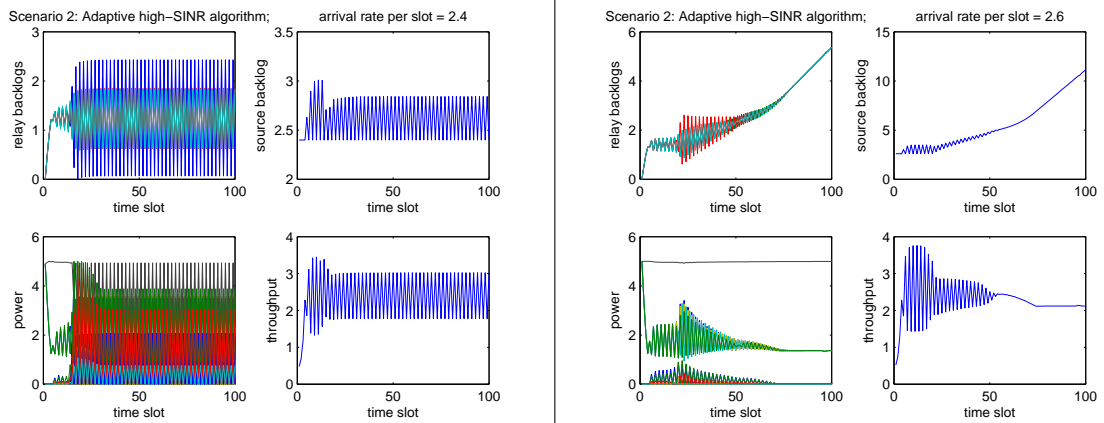 Scenario 2: Adaptive high−SINR algorithm;
arrival rate per slot = 2.4
3
2
1
0
relay backlogs
0
50
100
time slot
3.5
3
2.5
2
source backlog
0
50
100
time slot
6
4
2
0
power
0
50
100
time slot
4
3
2
1
0
throughput
0
50
100
time slot
Scenario 2: Adaptive high−SINR algorithm;
arrival rate per slot = 2.6
6
4
2
0
relay backlogs
0
50
100
time slot
15
10
5
0
source backlog
0
50
100
time slot
6
4
2
0
power
0
50
100
time slot
4
3
2
1
0
throughput
0
50
100
time slot